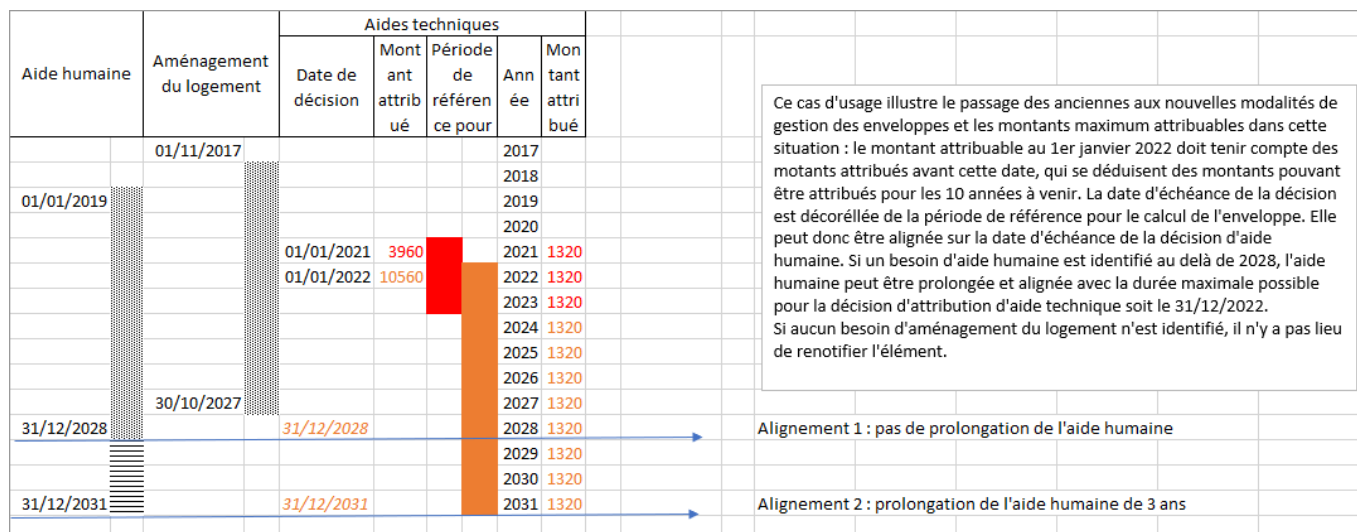 Aides techniques
Aide humaine
Aménagement
du logement
Date de
décision
Mont
ant
attrib
ué
Période
de
référen
ce pour
Ann
ée
Mon
tant
attri
bué
01/11/2017 2017
2018
01/01/2019 2019
2020
01/01/2021 3960 2021 1320
01/01/2022 10560 2022 1320
2023 1320
2024 1320
2025 1320
2026 1320
30/10/2027 2027 1320
31/12/2028 31/12/2028 2028 1320
2029 1320
2030 1320
31/12/2031 31/12/2031 2031 1320
Ce cas d'usage illustre le passage des anciennes aux nouvelles modalités de
gestion des enveloppes et les montants maximum attribuables dans cette
situation : le montant attribuable au 1er janvier 2022 doit tenir compte des
motants attribués avant cette date, qui se déduisent des montants pouvant
être attribués pour les 10 années à venir. La date d'échéance de la décision
est décoréllée de la période de référence pour le calcul de l'enveloppe. Elle
peut donc être alignée sur la date d'échéance de la décision d'aide
humaine. Si un besoin d'aide humaine est identifié au delà de 2028, l'aide
humaine peut être prolongée et alignée avec la durée maximale possible
pour la décision d'attribution d'aide technique soit le 31/12/2022.
Si aucun besoin d'aménagement du logement n'est identifié, il n'y a pas lieu
de renotifier l'élément.
Alignement 1 : pas de prolongation de l'aide humaine
Alignement 2 : prolongation de l'aide humaine de 3 ans